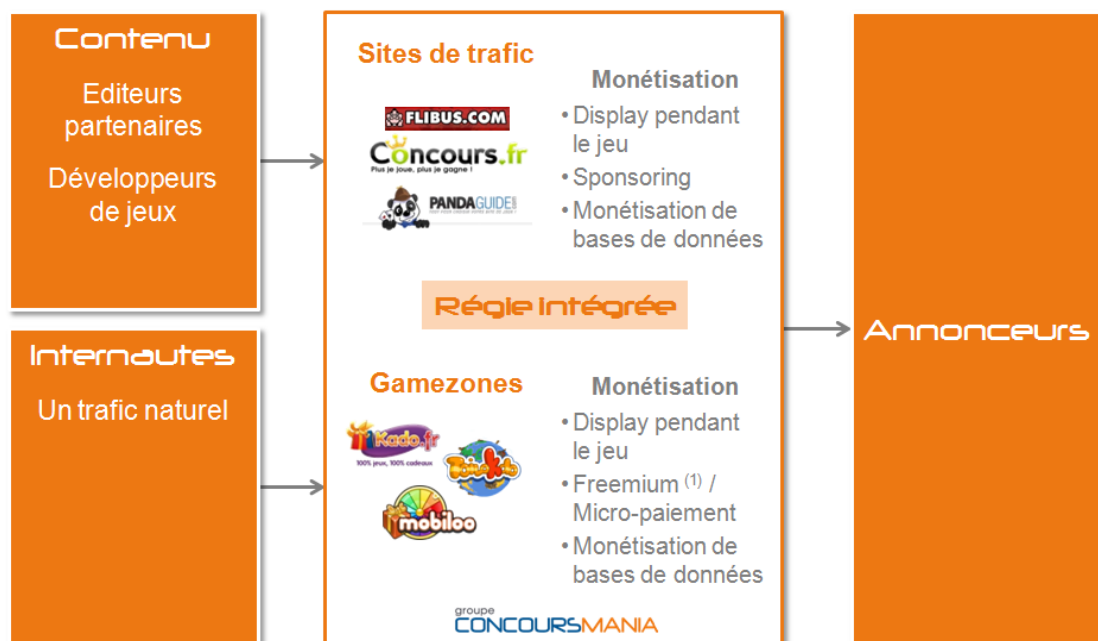 Contenu
Editeurs
partenaires
Développeurs
de jeux
Internautes
Un trafic naturel
Sites de trafic
FLIBUS.COM
Concours.fr
Plus je joue, plus je gagne !
PANDAGUIDE
Monétisation
• Display pendant
le jeu
• Sponsoring
• Monétisation de
bases de données
Régie intégrée
Gamezones
Kado.fr
100% jeux, 100% cadeaux
mobiloo
Monétisation
• Display pendant
le jeu
• Freemium (1) /
Micro-paiement
• Monétisation de
bases de données
groupe
CONCOURSMANIA
Annonceurs